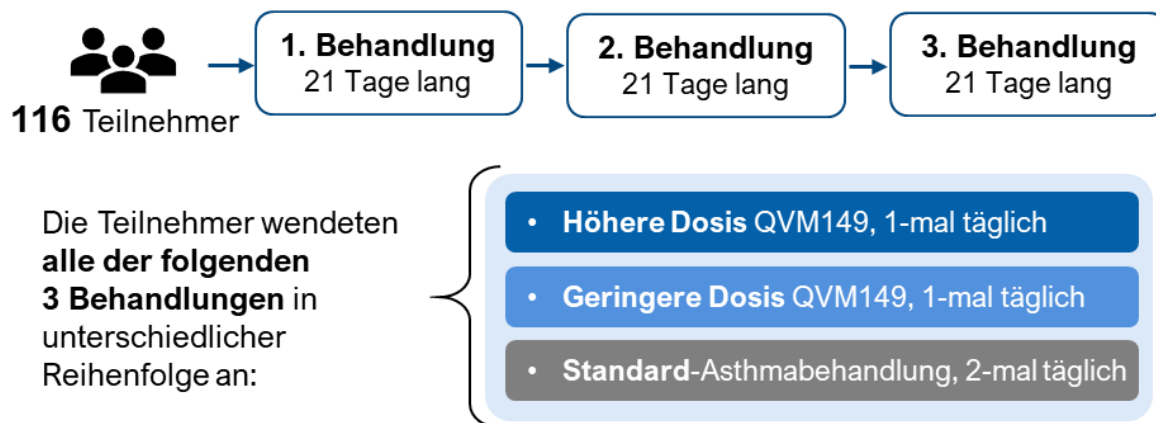 1. Behandlung
21 Tage lang
2. Behandlung
21 Tage lang
3. Behandlung
21 Tage lang
116 Teilnehmer
Die Teilnehmer wendeten
alle der folgenden
3 Behandlungen in
unterschiedlicher
Reihenfolge an:
• Höhere Dosis QVM149, 1-mal täglich
• Geringere Dosis QVM149, 1-mal täglich
• Standard-Asthmabehandlung, 2-mal täglich